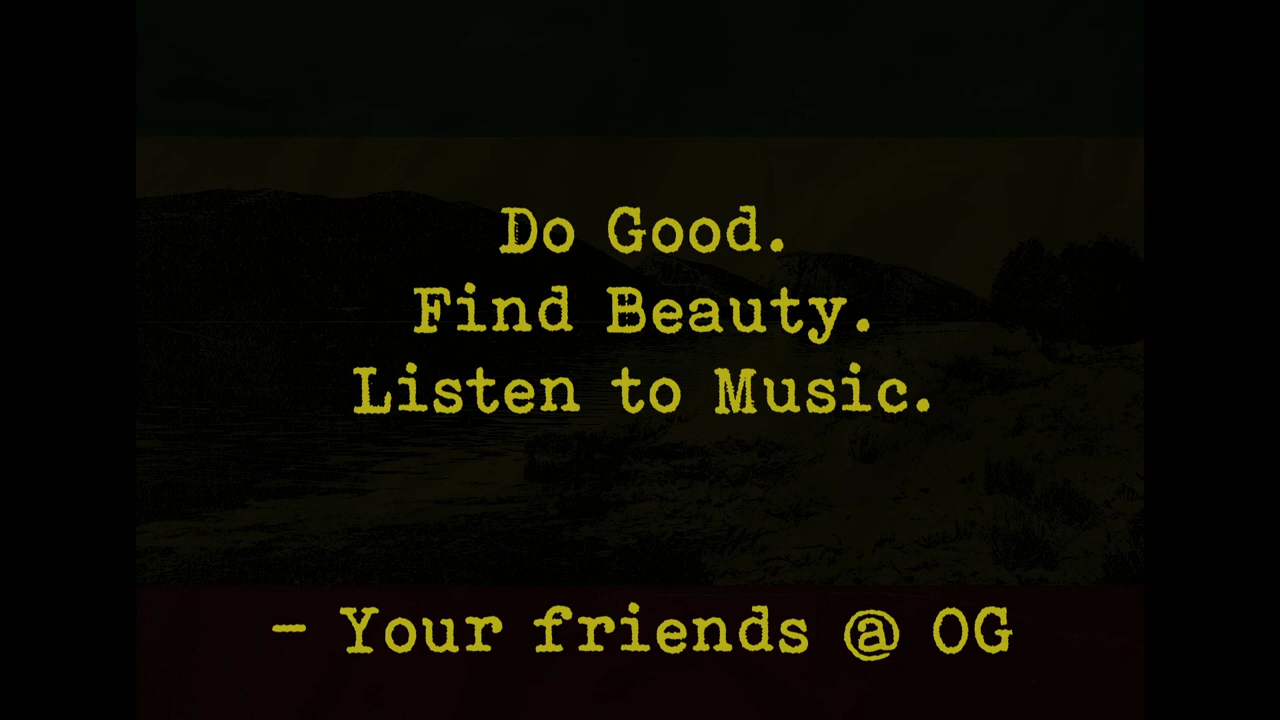 Do Good.
Find Beauty.
Listen to Music.
- Your friends @ OG